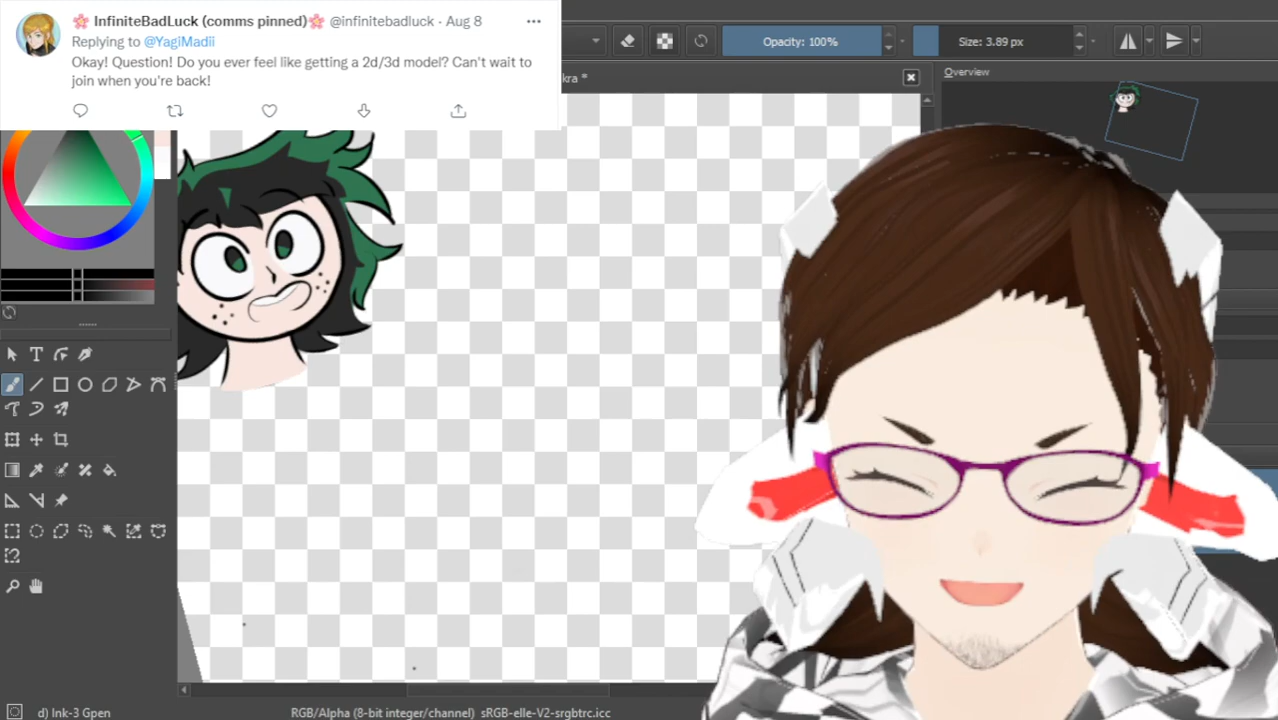 InfiniteBadLuck (comms pinned) @infinitebadluck · Aug 8
Replying to @YagiMadii
Okay! Question! Do you ever feel like getting a 2d/3d model? Can't wait to
join when you're back!
Opacity: 100%
Size: 3.89 px
kra *
Overview
d) Ink-3 Gpen
RGB/Alpha (8-bit integer/channel) sRGB-elle-V2-srgbtrc.icc